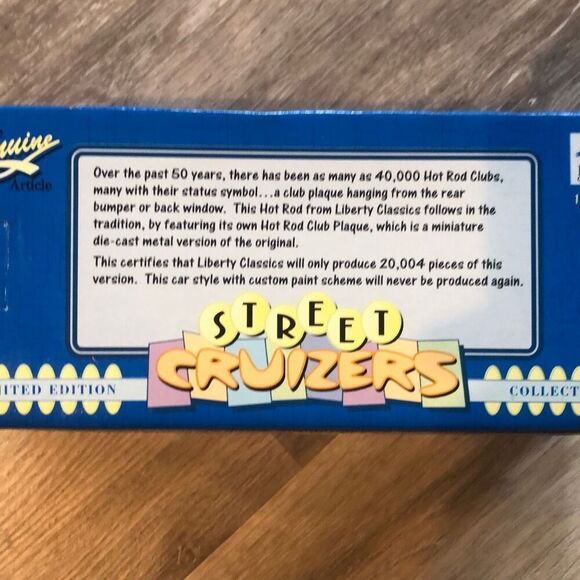 Article
Over the past 50 years, there has been as many as 40,000 Hot Rod Clubs,
many with their status symbol...a club plaque hanging from the rear
bumper or back window. This Hot Rod from Liberty Classics follows in the
tradition, by featuring its own Hot Rod Club Plaque, which is a miniature
die-cast metal version of the original.
This certifies that Liberty Classics will only produce 20,004 pieces of this
version. This car style with custom paint scheme will never be produced again.
STREET
CRUIZERS
ITED EDITION
COLLECT